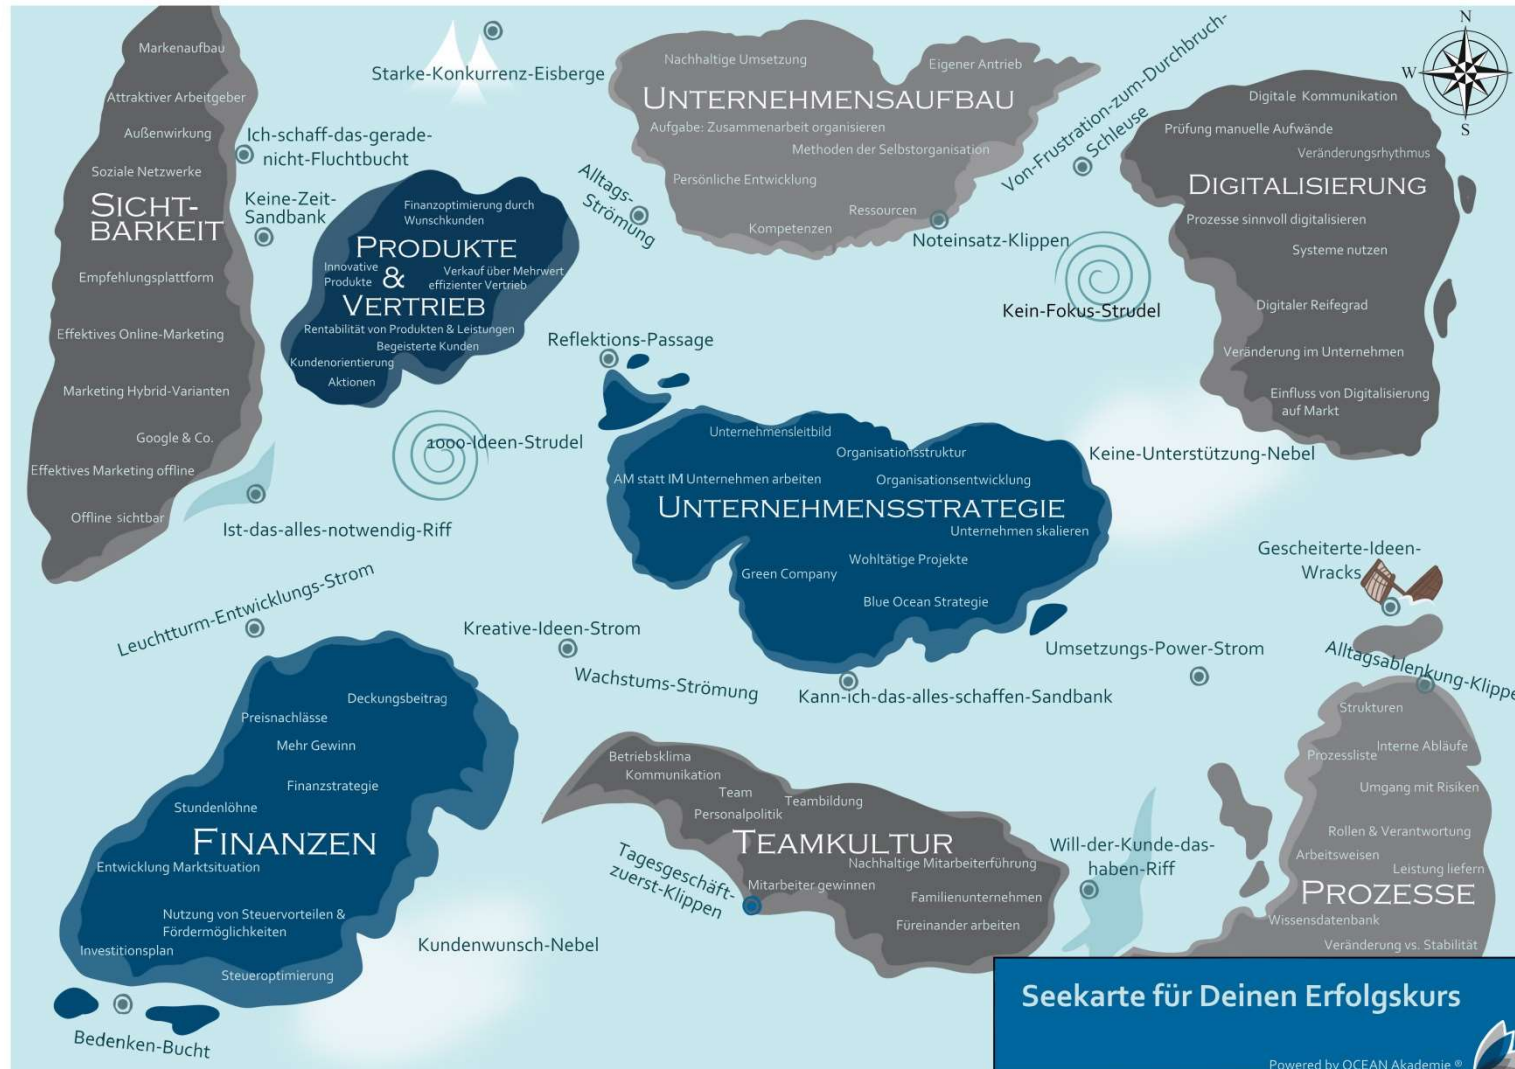 Markenaufbau
Attraktiver Arbeitgeber
Außenwirkung
Soziale Netzwerke
SICHT-
BARKEIT
Empfehlungsplattform
Effektives Online-Marketing
Marketing Hybrid-Varianten
Google & Co.
Effektives Marketing offline
Offline sichtbar
Starke-Konkurrenz-Eisberge
Ich-schaff-das-gerade-
nicht-Fluchtbucht
Keine-Zeit-
Sandbank
Finanzoptimierung durch
Wunschkunden
PRODUKTE
&
VERTRIEB
Innovative
Produkte
Verkauf über Mehrwert
effizienter Vertrieb
Rentabilität von Produkten & Leistungen
Begeisterte Kunden
Kundenorientierung
Aktionen
Alltags-
Strömung
Nachhaltige Umsetzung
Eigener Antrieb
UNTERNEHMENSAUFBAU
Aufgabe: Zusammenarbeit organisieren
Methoden der Selbstorganisation
Persönliche Entwicklung
Ressourcen
Kompetenzen
Noteinsatz-Klippen
Von-Frustration-zum-Durchbruch-
Schleuse
Kein-Fokus-Strudel
N
W
S
Digitale Kommunikation
Prüfung manuelle Aufwände
Veränderungsrhythmus
DIGITALISIERUNG
Prozesse sinnvoll digitalisieren
Systeme nutzen
Digitaler Reifegrad
Veränderung im Unternehmen
Einfluss von Digitalisierung
auf Markt
Reflektions-Passage
1000-Ideen-Strudel
Ist-das-alles-notwendig-Riff
Unternehmensleitbild
Organisationsstruktur
AM statt IM Unternehmen arbeiten
Organisationsentwicklung
UNTERNEHMENSSTRATEGIE
Unternehmen skalieren
Wohltätige Projekte
Green Company
Blue Ocean Strategie
Keine-Unterstützung-Nebel
Gescheiterte-Ideen-
Wracks
Leuchtturm-Entwicklungs-Strom
Kreative-Ideen-Strom
Wachstums-Strömung
Kann-ich-das-alles-schaffen-Sandbank
Umsetzungs-Power-Strom
Alltagsablenkung-Klippe
Deckungsbeitrag
Preisnachlässe
Mehr Gewinn
Finanzstrategie
Stundenlöhne
FINANZEN
Entwicklung Marktsituation
Nutzung von Steuervorteilen &
Fördermöglichkeiten
Investitionsplan
Steueroptimierung
Bedenken-Bucht
Kundenwunsch-Nebel
Betriebsklima
Kommunikation
Team
Teambildung
Personalpolitik
TEAMKULTUR
Nachhaltige Mitarbeiterführung
Mitarbeiter gewinnen
Familienunternehmen
Füreinander arbeiten
Tagesgeschäft-
zuerst-Klippen
Will-der-Kunde-das-
haben-Riff
Strukturen
Interne Abläufe
Prozessliste
Umgang mit Risiken
Rollen & Verantwortung
Arbeitsweisen
Leistung liefern
PROZESSE
Wissensdatenbank
Veränderung vs. Stabilität
Seekarte für Deinen Erfolgskurs
Powered by OCEAN Akademie ®